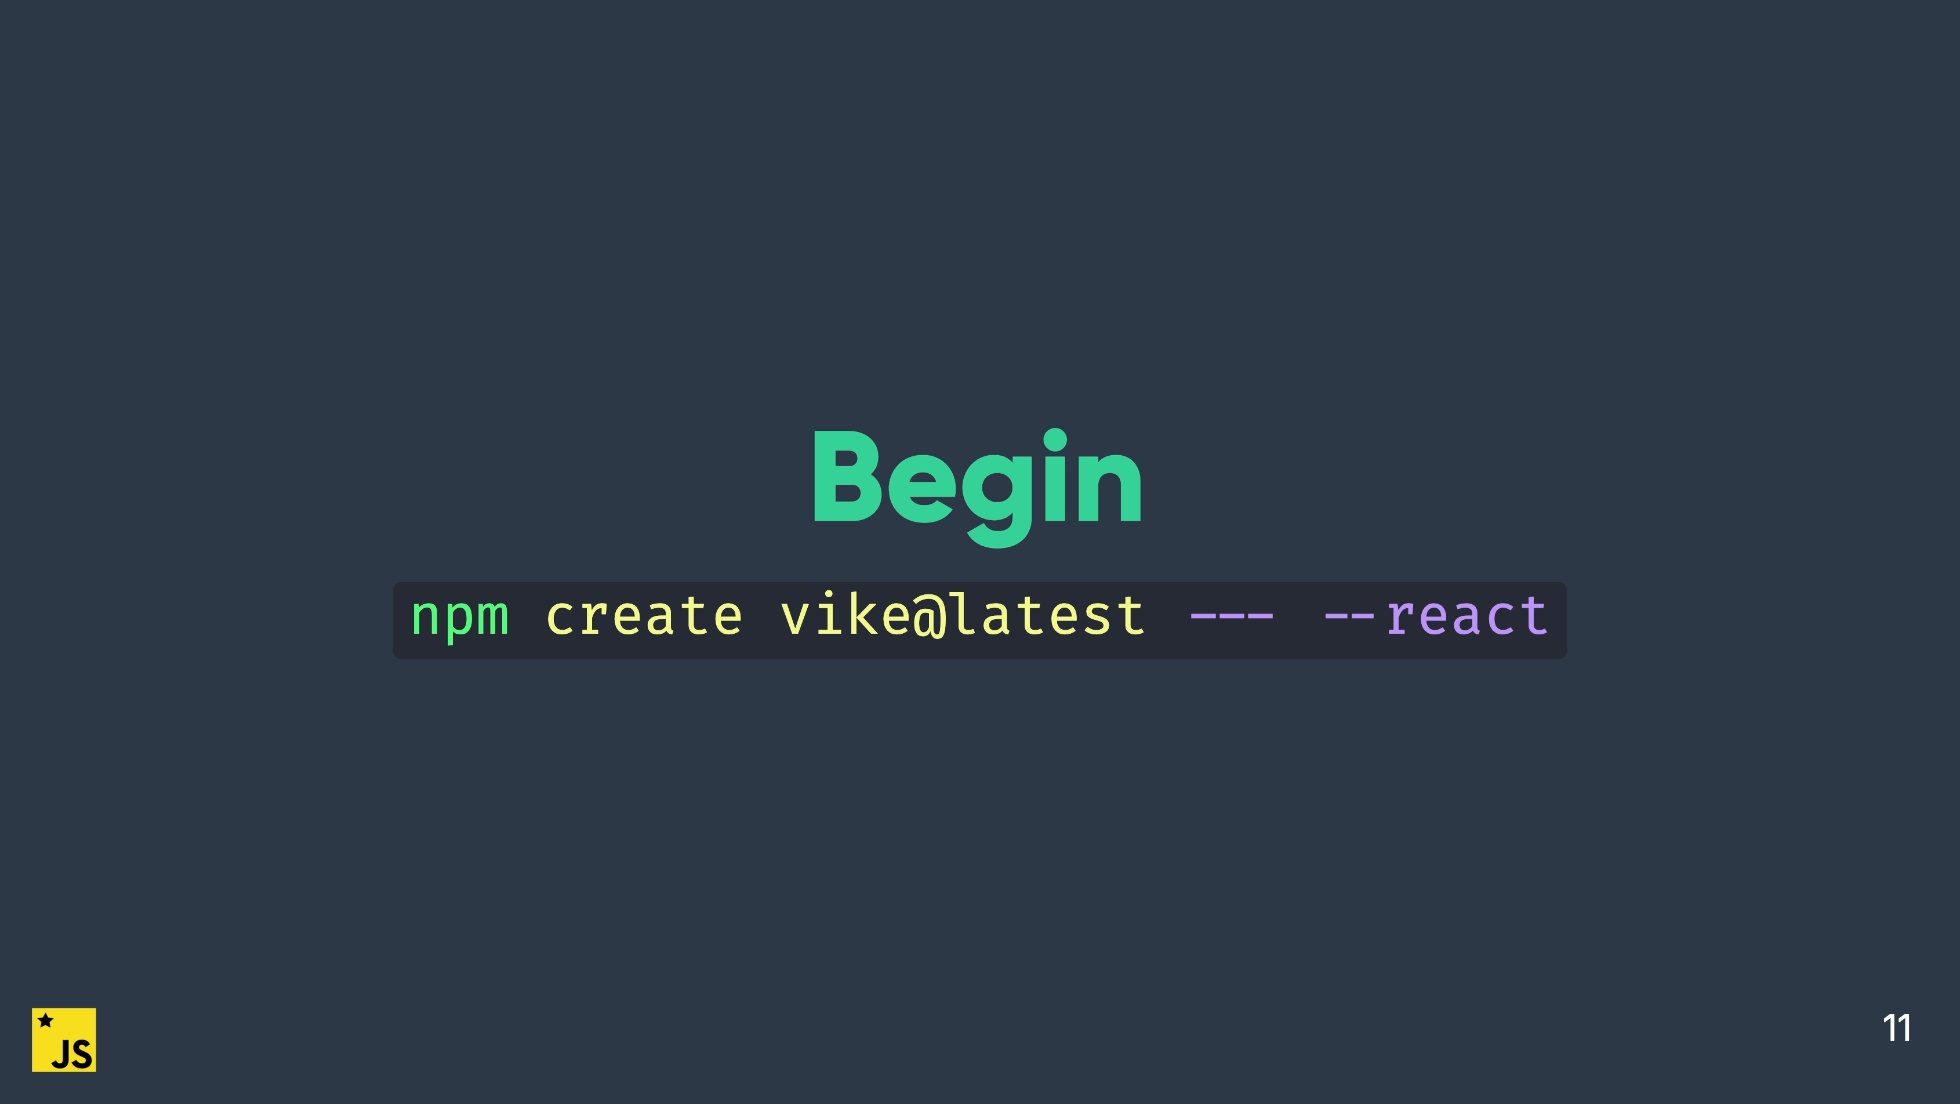 Begin
npm create vike@latest --- --react
JS
11